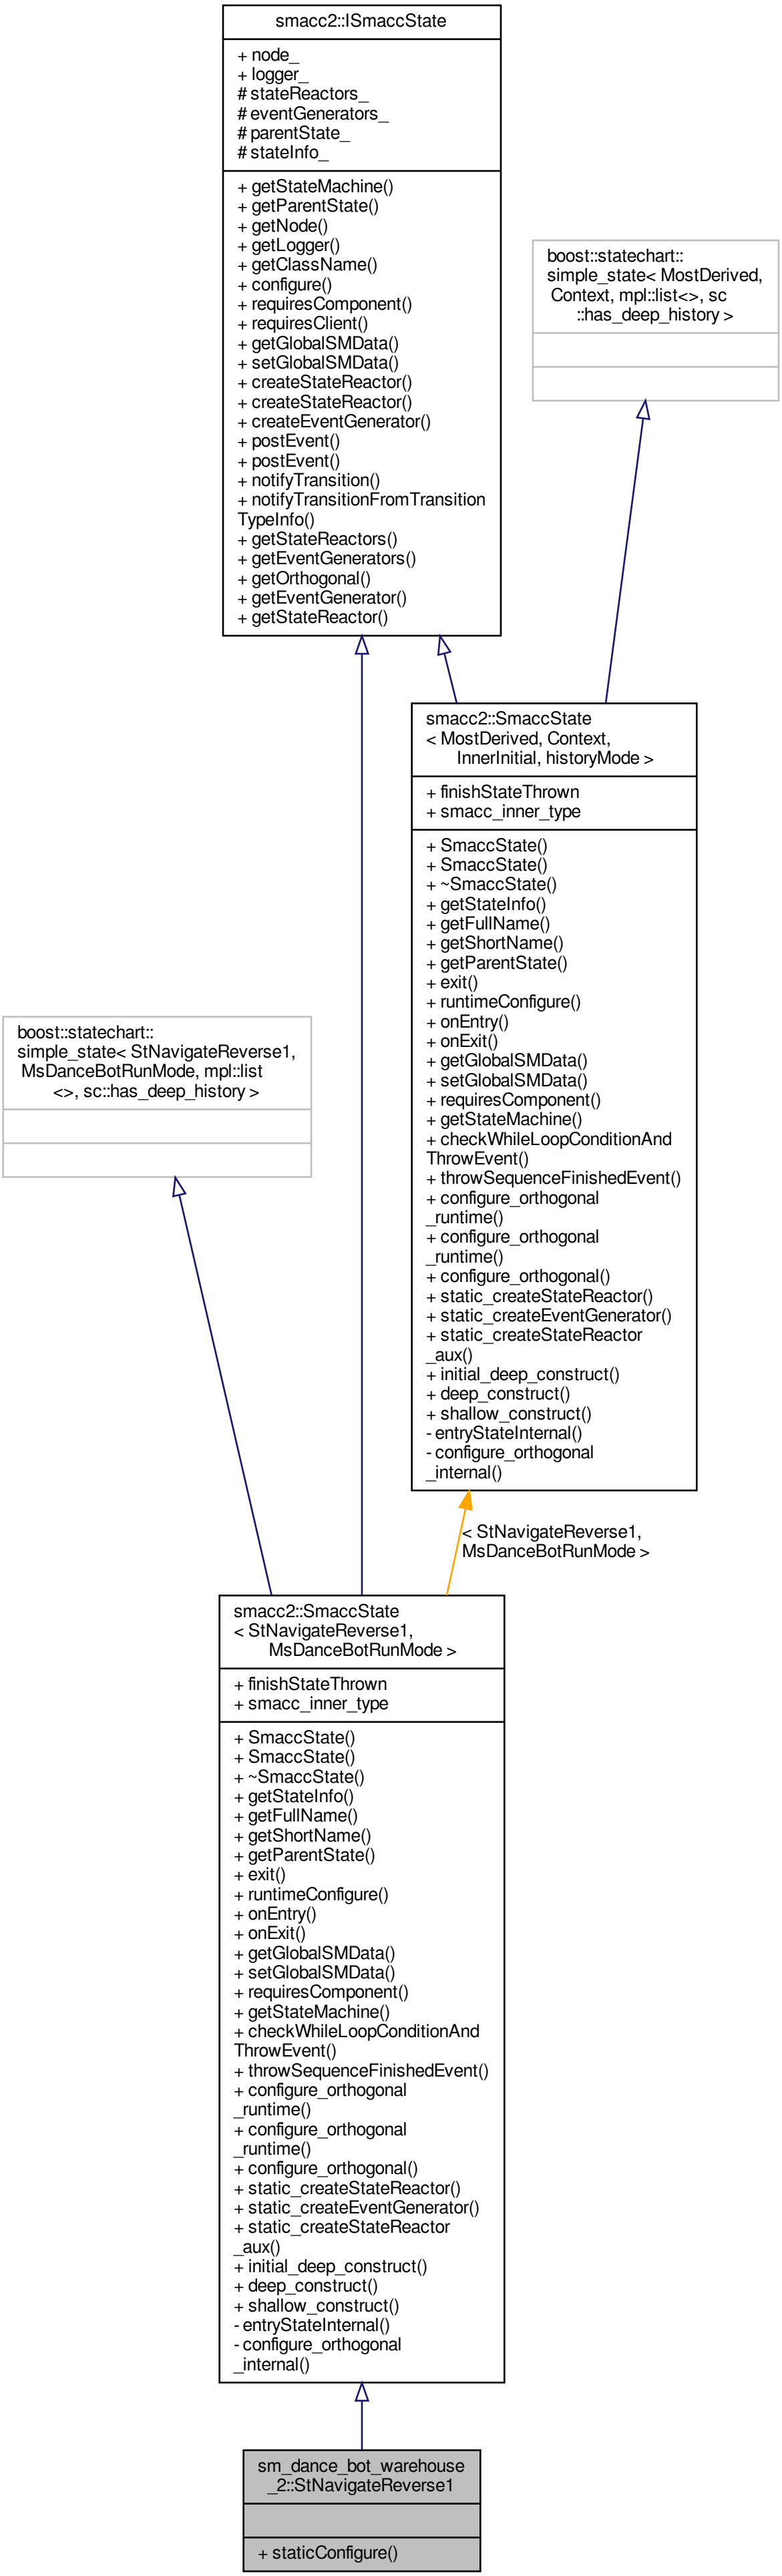 smacc2::ISmaccState
+ node_
+ logger_
# stateReactors_
# eventGenerators_
# parentState_
# stateInfo_
+ getStateMachine()
+ getParentState()
+ getNode()
+ getLogger()
+ getClassName()
+ configure()
+ requiresComponent()
+ requiresClient()
+ getGlobalSMData()
+ setGlobalSMData()
+ createStateReactor()
+ createStateReactor()
+ createEventGenerator()
+ postEvent()
+ postEvent()
+ notifyTransition()
+ notifyTransitionFromTransition
TypeInfo()
+ getStateReactors()
+ getEventGenerators()
+ getOrthogonal()
+ getEventGenerator()
+ getStateReactor()
boost::statechart::
simple_state< MostDerived,
Context, mpl::list<>, sc
::has_deep_history >
smacc2::SmaccState
< MostDerived, Context,
InnerInitial, historyMode >
+ finishStateThrown
+ smacc_inner_type
+ SmaccState()
+ SmaccState()
+ ~SmaccState()
+ getStateInfo()
+ getFullName()
+ getShortName()
+ getParentState()
+ exit()
+ runtimeConfigure()
+ onEntry()
+ onExit()
+ getGlobalSMData()
+ setGlobalSMData()
+ requiresComponent()
+ getStateMachine()
+ checkWhileLoopConditionAnd
ThrowEvent()
+ throwSequenceFinishedEvent()
+ configure_orthogonal
_runtime()
+ configure_orthogonal
_runtime()
+ configure_orthogonal()
+ static_createStateReactor()
+ static_createEventGenerator()
+ static_createStateReactor
_aux()
+ initial_deep_construct()
+ deep_construct()
+ shallow_construct()
- entryStateInternal()
- configure_orthogonal
_internal()
boost::statechart::
simple_state< StNavigateReverse1,
MsDanceBotRunMode, mpl::list
<>, sc::has_deep_history >
< StNavigateReverse1,
MsDanceBotRunMode >
smacc2::SmaccState
< StNavigateReverse1,
MsDanceBotRunMode >
+ finishStateThrown
+ smacc_inner_type
+ SmaccState()
+ SmaccState()
+ ~SmaccState()
+ getStateInfo()
+ getFullName()
+ getShortName()
+ getParentState()
+ exit()
+ runtimeConfigure()
+ onEntry()
+ onExit()
+ getGlobalSMData()
+ setGlobalSMData()
+ requiresComponent()
+ getStateMachine()
+ checkWhileLoopConditionAnd
ThrowEvent()
+ throwSequenceFinishedEvent()
+ configure_orthogonal
_runtime()
+ configure_orthogonal
_runtime()
+ configure_orthogonal()
+ static_createStateReactor()
+ static_createEventGenerator()
+ static_createStateReactor
_aux()
+ initial_deep_construct()
+ deep_construct()
+ shallow_construct()
- entryStateInternal()
- configure_orthogonal
_internal()
sm_dance_bot_warehouse
_2::StNavigateReverse1
+ staticConfigure()